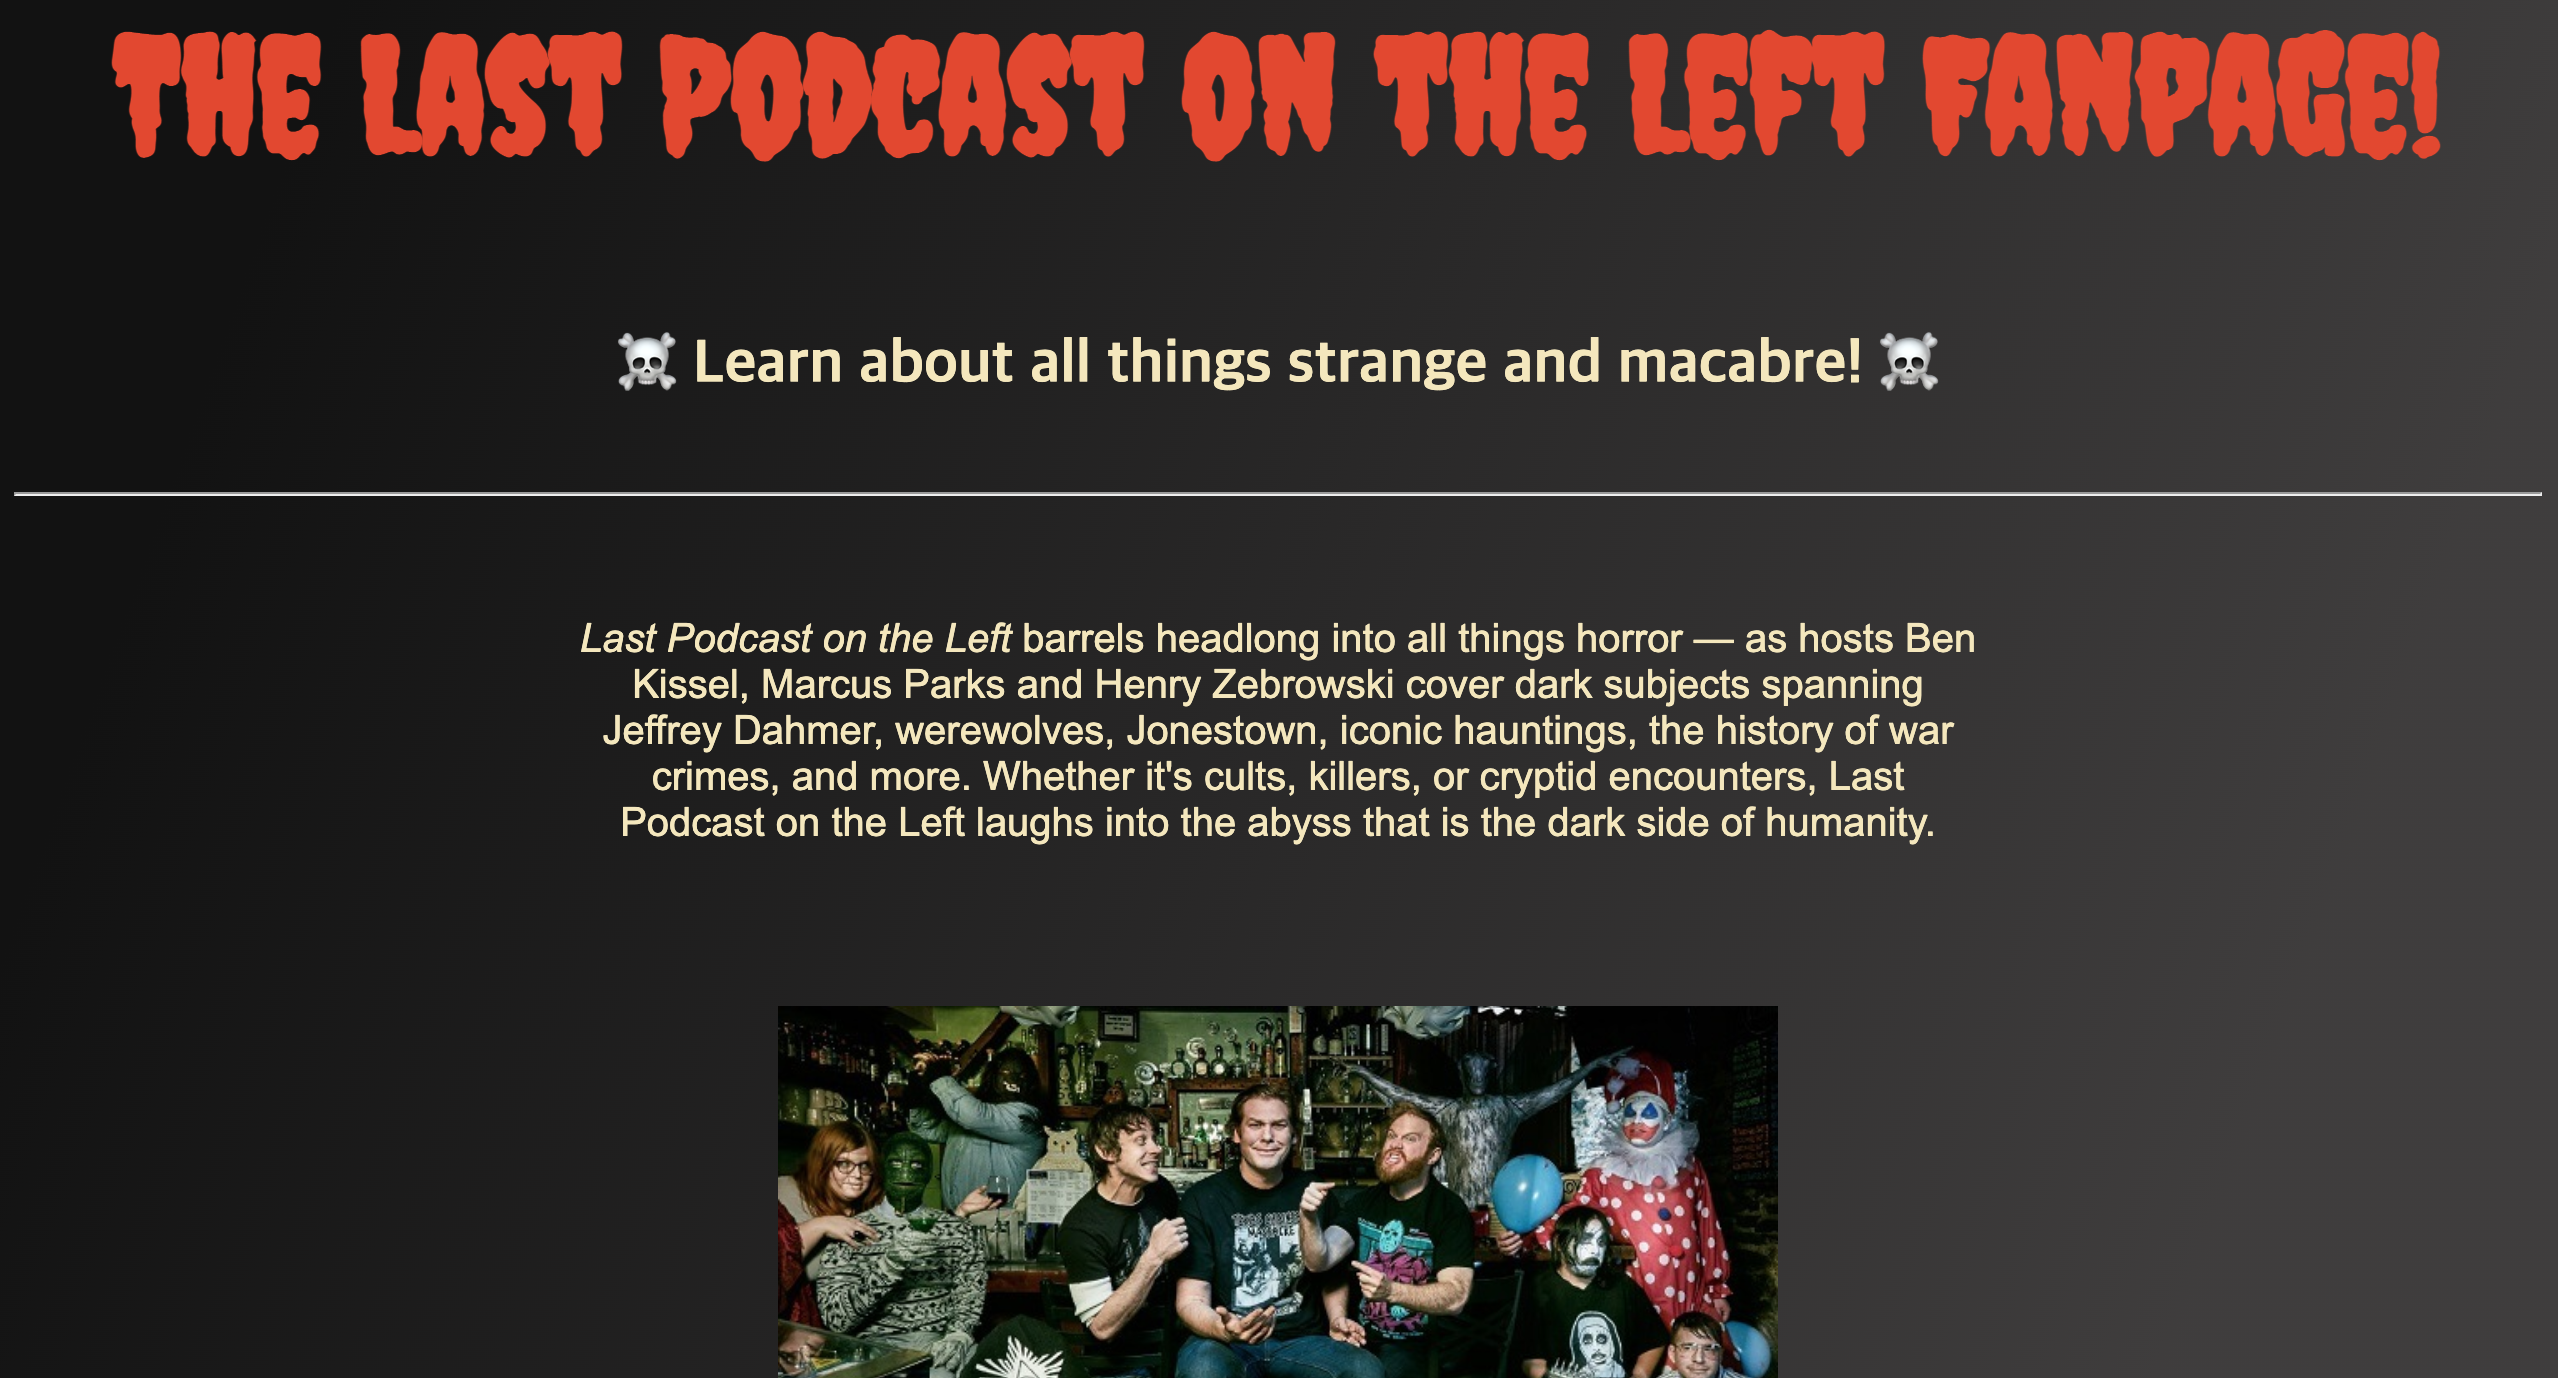 THE LAST PODCAST ON THE LEFT FANPAGE!
☠️ Learn about all things strange and macabre! ☠️
Last Podcast on the Left barrels headlong into all things horror — as hosts Ben
Kissel, Marcus Parks and Henry Zebrowski cover dark subjects spanning
Jeffrey Dahmer, werewolves, Jonestown, iconic hauntings, the history of war
crimes, and more. Whether it's cults, killers, or cryptid encounters, Last
Podcast on the Left laughs into the abyss that is the dark side of humanity.
MASSACRE